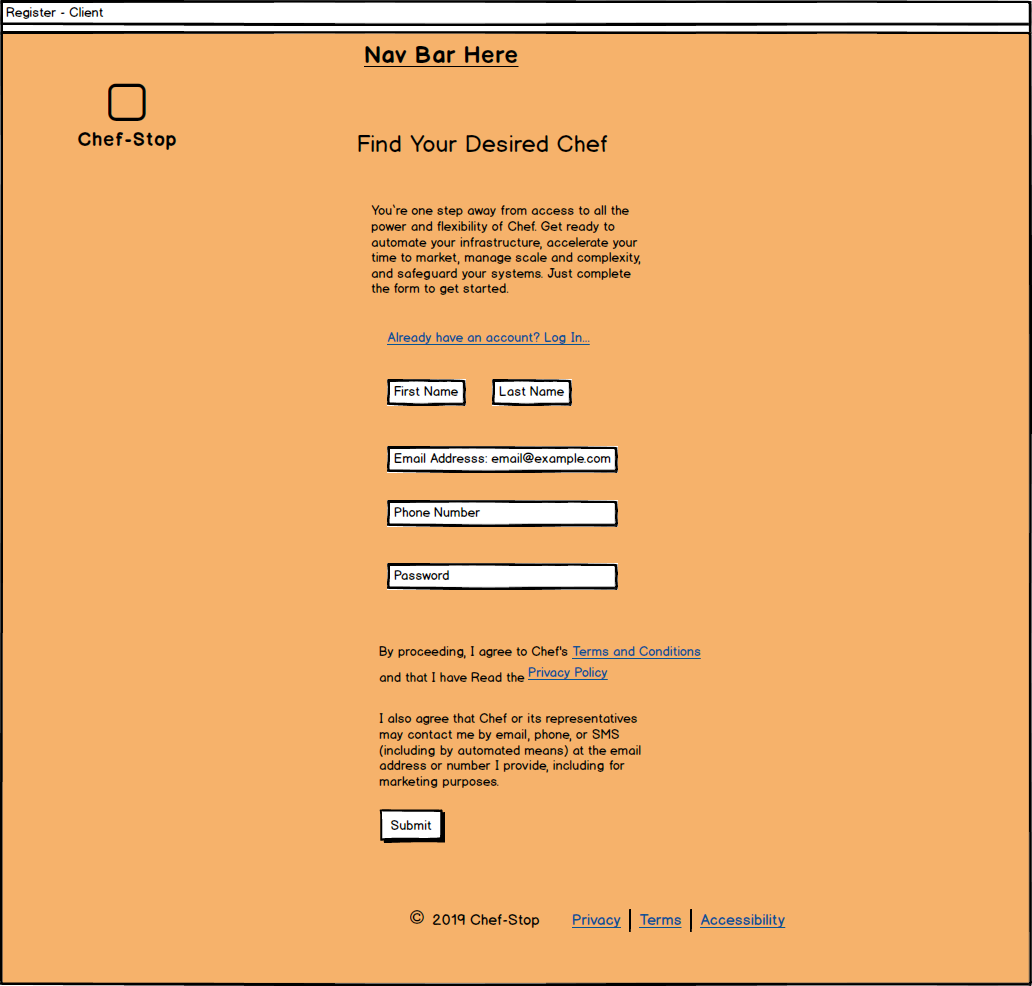 Register - Client
Nav Bar Here
Chef-Stop
Find Your Desired Chef
You`re one step away from access to all the
power and flexibility of Chef. Get ready to
automate your infrastructure, accelerate your
time to market, manage scale and complexity,
and safeguard your systems. Just complete
the form to get started.
Already have an account? Log In...
First Name Last Name
Email Addresss: email@example.com
Phone Number
Password
By proceeding, I agree to Chef's Terms and Conditions
and that I have Read the Privacy Policy
I also agree that Chef or its representatives
may contact me by email, phone, or SMS
(including by automated means) at the email
address or number I provide, including for
marketing purposes.
Submit
© 2019 Chef-Stop Privacy Terms Accessibility